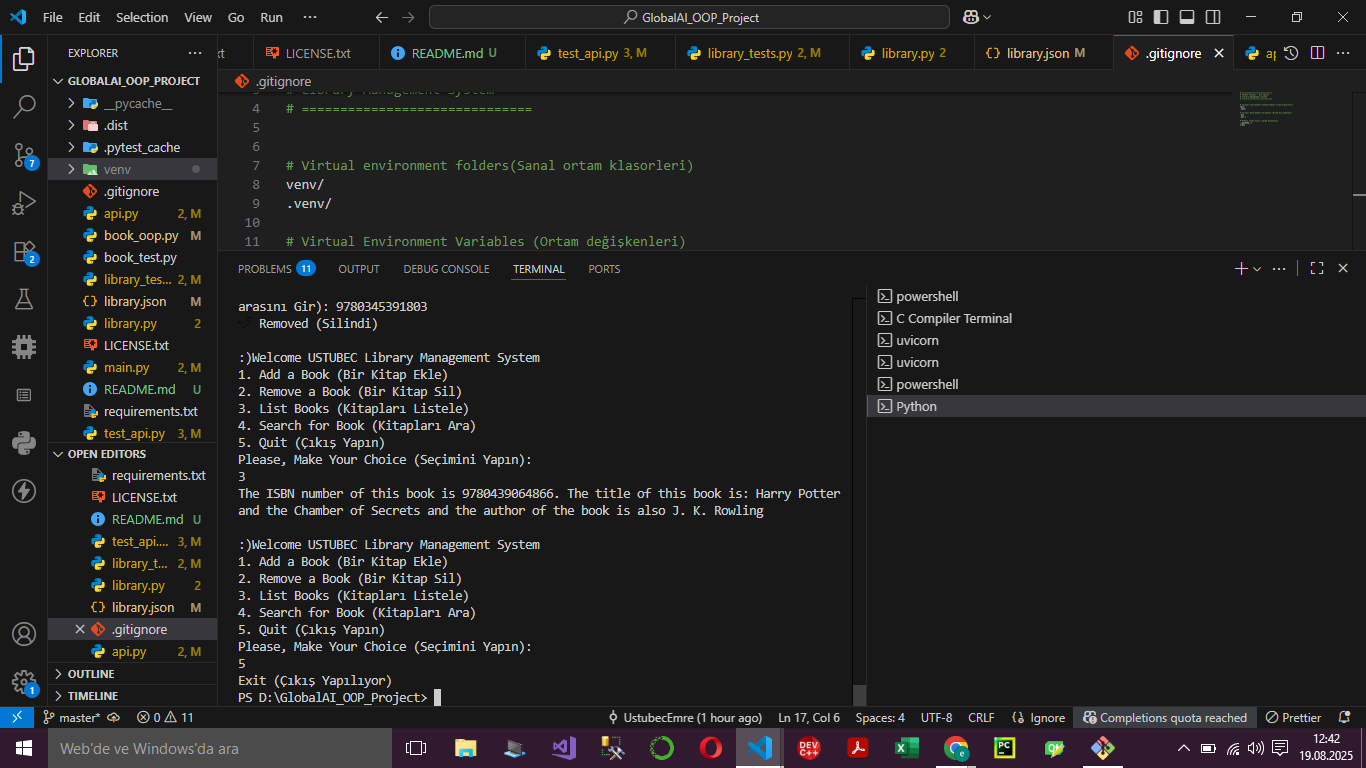 File Edit Selection View Go Run ··· GlobalAI_OOP_Project
EXPLORER ···
GLOBALAI_OOP_PROJECT
__pycache__
.dist
.pytest_cache
venv
.gitignore
api.py 2, M
book_oop.py M
book_test.py
library_tes... 2, M
library.json M
library.py 2
LICENSE.txt
main.py 2, M
README.md U
requirements.txt
test_api.py 3, M
OPEN EDITORS
requirements.txt
LICENSE.txt
README.md U
test_api.... 3, M
library_t... 2, M
library.py 2
library.json M
.gitignore
api.py 2, M
OUTLINE
TIMELINE
7
2
1
xt LICENSE.txt README.md U test_api.py 3, M library_tests.py 2, M library.py 2 library.json M .gitignore ap
.gitignore
3 # Library Management System
4 # ==============================
5
6
7 # Virtual environment folders(Sanal ortam klasorleri)
8 venv/
9 .venv/
10
11 # Virtual Environment Variables (Ortam değişkenleri)
PROBLEMS 11 OUTPUT DEBUG CONSOLE TERMINAL PORTS
arasını Gir): 9780345391803
Removed (Silindi)
:)Welcome USTUBEC Library Management System
1. Add a Book (Bir Kitap Ekle)
2. Remove a Book (Bir Kitap Sil)
3. List Books (Kitapları Listele)
4. Search for Book (Kitapları Ara)
5. Quit (Çıkış Yapın)
Please, Make Your Choice (Seçimini Yapın):
3
The ISBN number of this book is 9780439064866. The title of this book is: Harry Potter
and the Chamber of Secrets and the author of the book is also J. K. Rowling
:)Welcome USTUBEC Library Management System
1. Add a Book (Bir Kitap Ekle)
2. Remove a Book (Bir Kitap Sil)
3. List Books (Kitapları Listele)
4. Search for Book (Kitapları Ara)
5. Quit (Çıkış Yapın)
Please, Make Your Choice (Seçimini Yapın):
5
Exit (Çıkış Yapılıyor)
PS D:\GlobalAI_OOP_Project>
powershell
C Compiler Terminal
uvicorn
uvicorn
powershell
Python
master* 0 11 UstubecEmre (1 hour ago) Ln 17, Col 6 Spaces: 4 UTF-8 CRLF Ignore Completions quota reached Prettier
Web'de ve Windows'da ara
DEV C++
PC
12:42
19.08.2025